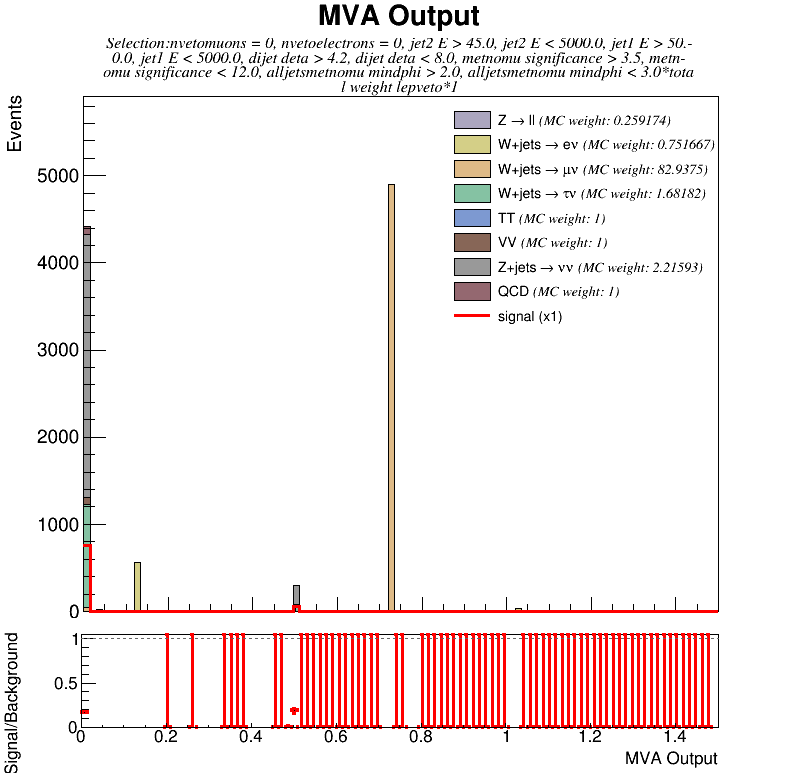 MVA Output
Selection:nvetomuons = 0, nvetoelectrons = 0, jet2 E > 45.0, jet2 E < 5000.0, jet1 E > 50.-
0.0, jet1 E < 5000.0, dijet deta > 4.2, dijet deta < 8.0, metnomu significance > 3.5, metn-
omu significance < 12.0, alljetsmetnomu mindphi > 2.0, alljetsmetnomu mindphi < 3.0*tota
l weight lepveto*1
Events
Z → ll (MC weight: 0.259174)
W+jets → eν (MC weight: 0.751667)
W+jets → μν (MC weight: 82.9375)
W+jets → τν (MC weight: 1.68182)
TT (MC weight: 1)
VV (MC weight: 1)
Z+jets → νν (MC weight: 2.21593)
QCD (MC weight: 1)
signal (x1)
5000
4000
3000
2000
1000
0
Signal/Background
1
0.5
0
0 0.2 0.4 0.6 0.8 1 1.2 1.4
MVA Output